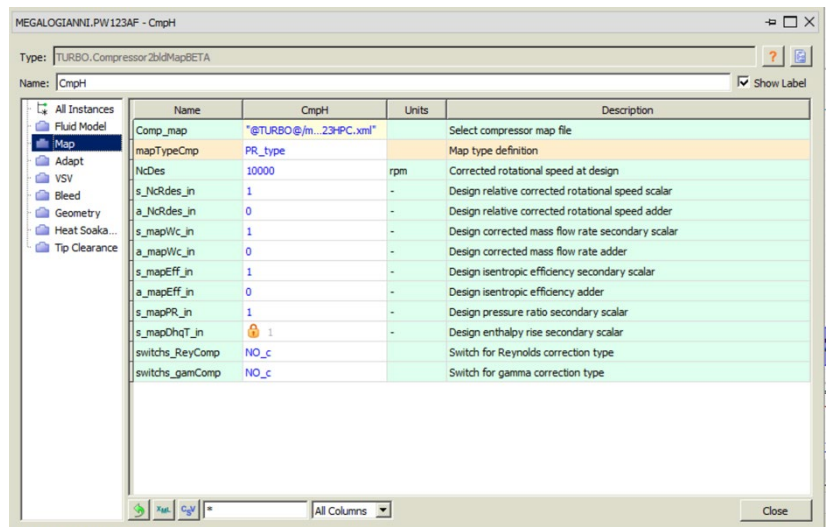 MEGALOGIANNI.PW123AF - CmpH
Type: TURBO.Compressor2bldMapBETA ?
Name: CmpH Show Label
All Instances
Fluid Model
Map
Adapt
VSV
Bleed
Geometry
Heat Soaka...
Tip Clearance
Name CmpH Units Description
Comp_map "@TURBO@/m...23HPC.xml" Select compressor map file
mapTypeCmp PR_type Map type definition
NcDes 10000 rpm Corrected rotational speed at design
s_NcRdes_in 1 - Design relative corrected rotational speed scalar
a_NcRdes_in 0 - Design relative corrected rotational speed adder
s_mapWc_in 1 - Design corrected mass flow rate secondary scalar
a_mapWc_in 0 - Design corrected mass flow rate adder
s_mapEff_in 1 - Design isentropic efficiency secondary scalar
a_mapEff_in 0 - Design isentropic efficiency adder
s_mapPR_in 1 - Design pressure ratio secondary scalar
s_mapDhqT_in 1 - Design enthalpy rise secondary scalar
switchs_ReyComp NO_c Switch for Reynolds correction type
switchs_gamComp NO_c Switch for gamma correction type
XML CSV * All Columns Close